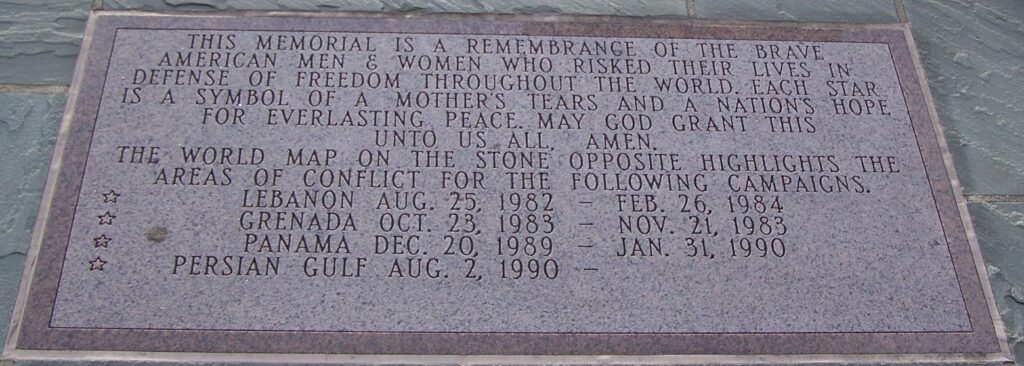 THIS MEMORIAL IS A REMEMBRANCE OF THE BRAVE
AMERICAN MEN & WOMEN WHO RISKED THEIR LIVES IN
DEFENSE OF FREEDOM THROUGHOUT THE WORLD. EACH STAR
IS A SYMBOL OF A MOTHER'S TEARS AND A NATION'S HOPE
FOR EVERLASTING PEACE. MAY GOD GRANT THIS
UNTO US ALL. AMEN.
THE WORLD MAP ON THE STONE OPPOSITE HIGHLIGHTS THE
AREAS OF CONFLICT FOR THE FOLLOWING CAMPAIGNS.
LEBANON AUG. 25, 1982 - FEB. 26, 1984
GRENADA OCT. 23, 1983 - NOV. 21, 1983
PANAMA DEC. 20, 1989 - JAN. 31, 1990
PERSIAN GULF AUG. 2, 1990 -